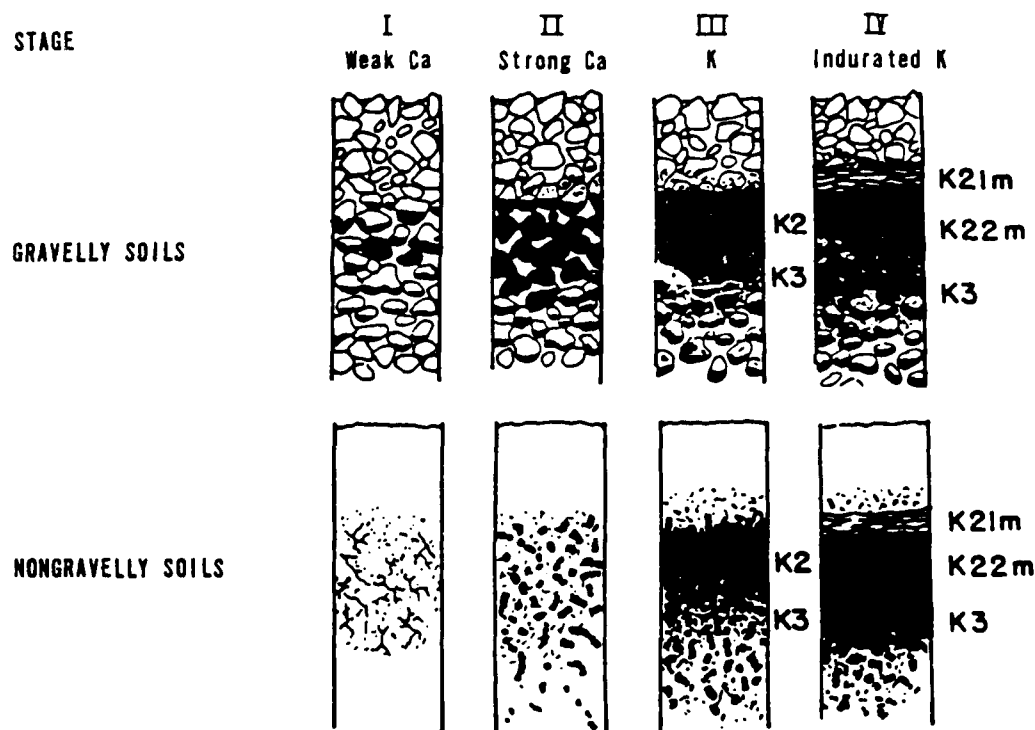 STAGE
I II III IV
Weak Ca Strong Ca K Indurated K
GRAVELLY SOILS
K2
K3
K21m
K22m
K3
NONGRAVELLY SOILS
K2
K3
K21m
K22m
K3